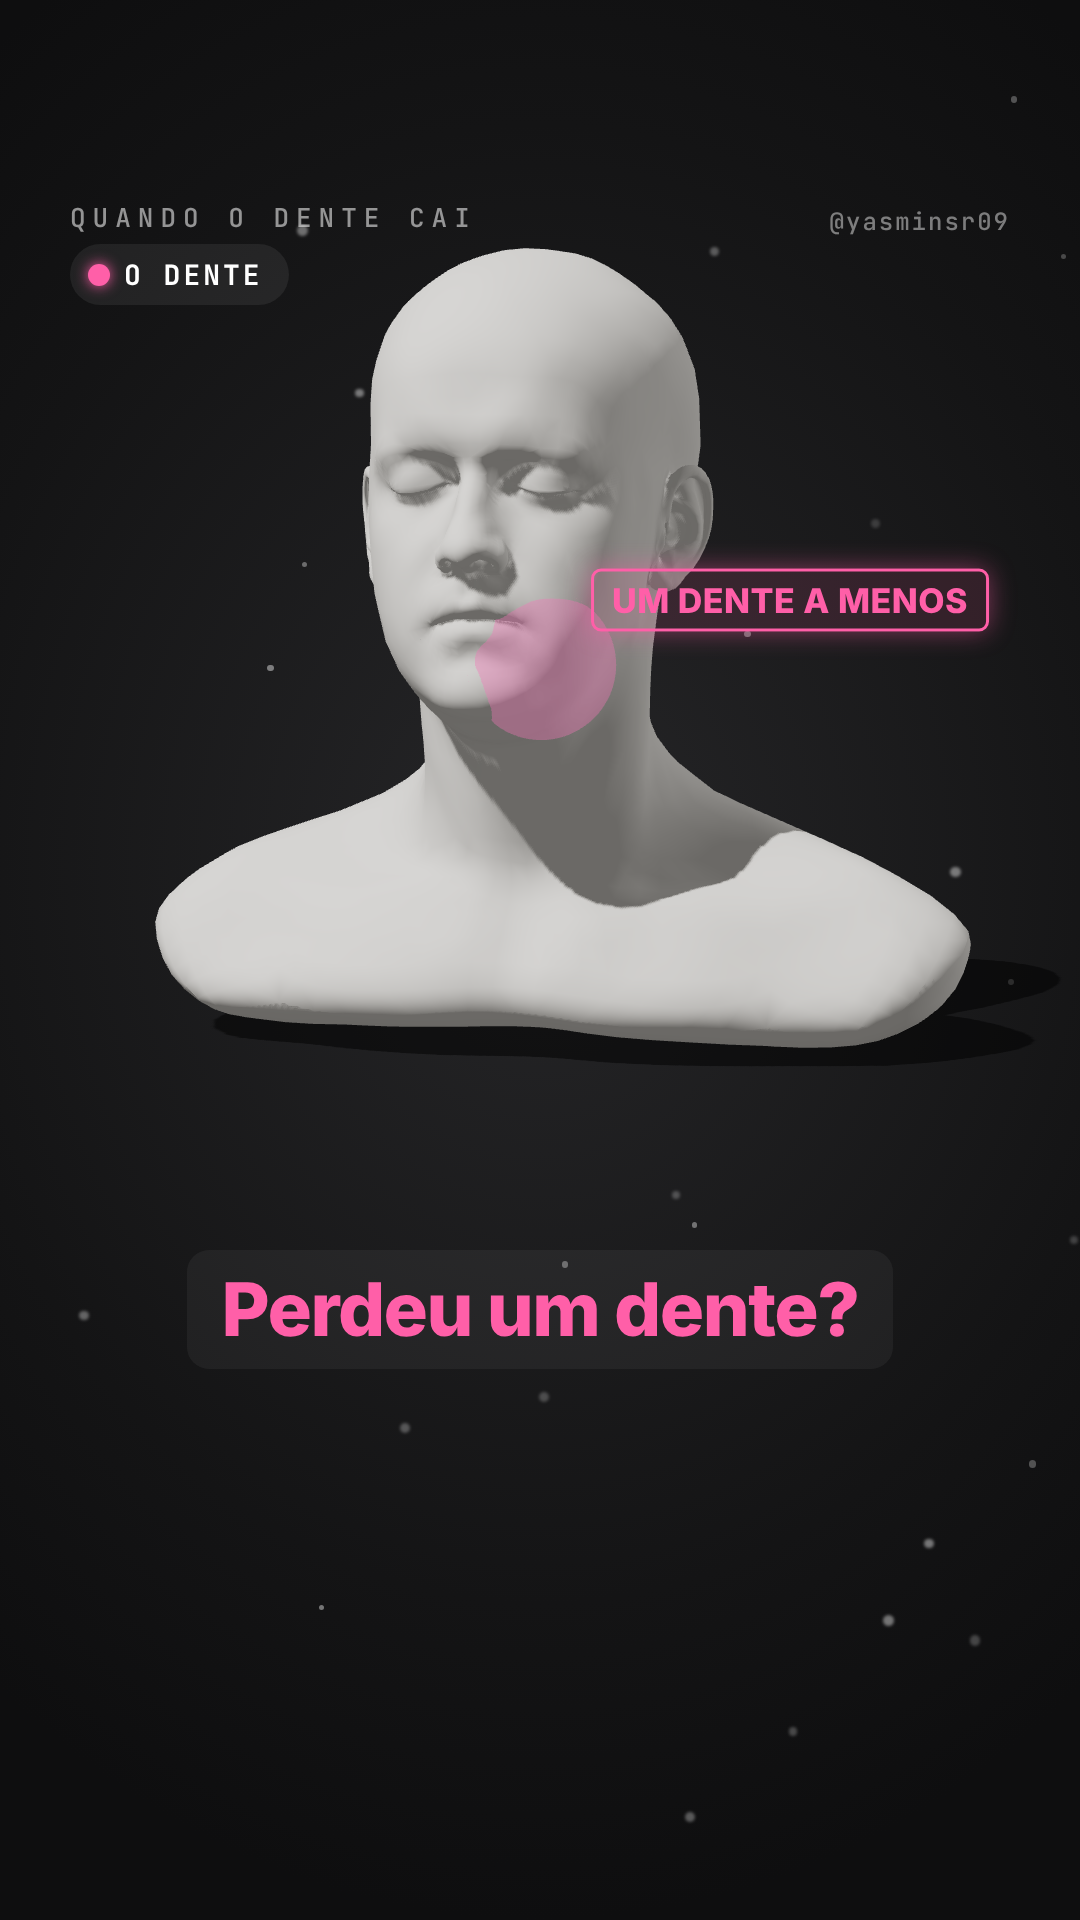 QUANDO O DENTE CAI
@yasminsr09
O DENTE
UM DENTE A MENOS
Perdeu um dente?